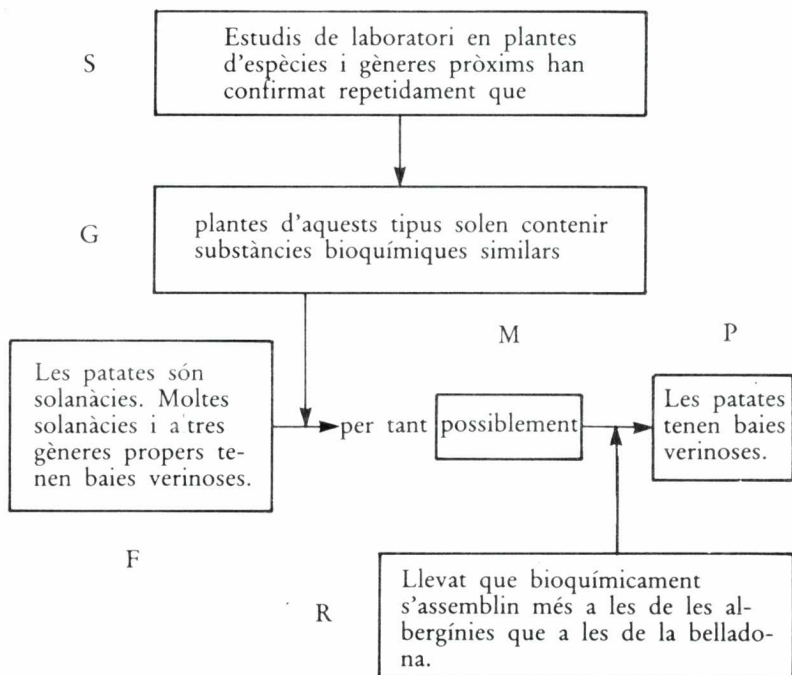 S
Estudis de laboratori en plantes
d'espècies i gèneres pròxims han
confirmat repetidament que
G
plantes d'aquests tipus solen contenir
substàncies bioquímiques similars
M
P
Les patates són
solanàcies. Moltes
solanàcies i a tres
gèneres propers te-
nen baies verinoses.
per tant
possiblement
Les patates
tenen baies
verinoses.
F
R
Llevat que bioquímicament
s'assemblin més a les de les al-
bergínies que a les de la bellado-
na.